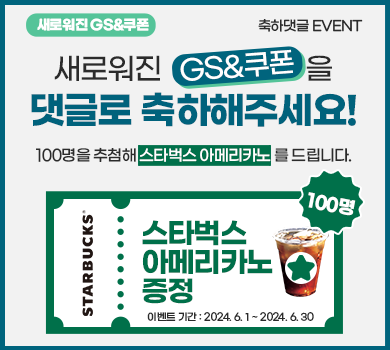 새로워진 GS&쿠폰
축하댓글 EVENT
새로워진 GS&쿠폰을
댓글로 축하해주세요!
100명을 추첨해 스타벅스 아메리카노 를 드립니다.
100명
STARBUCKS®
스타벅스
아메리카노
증정
이벤트 기간 : 2024. 6. 1 ~ 2024. 6. 30